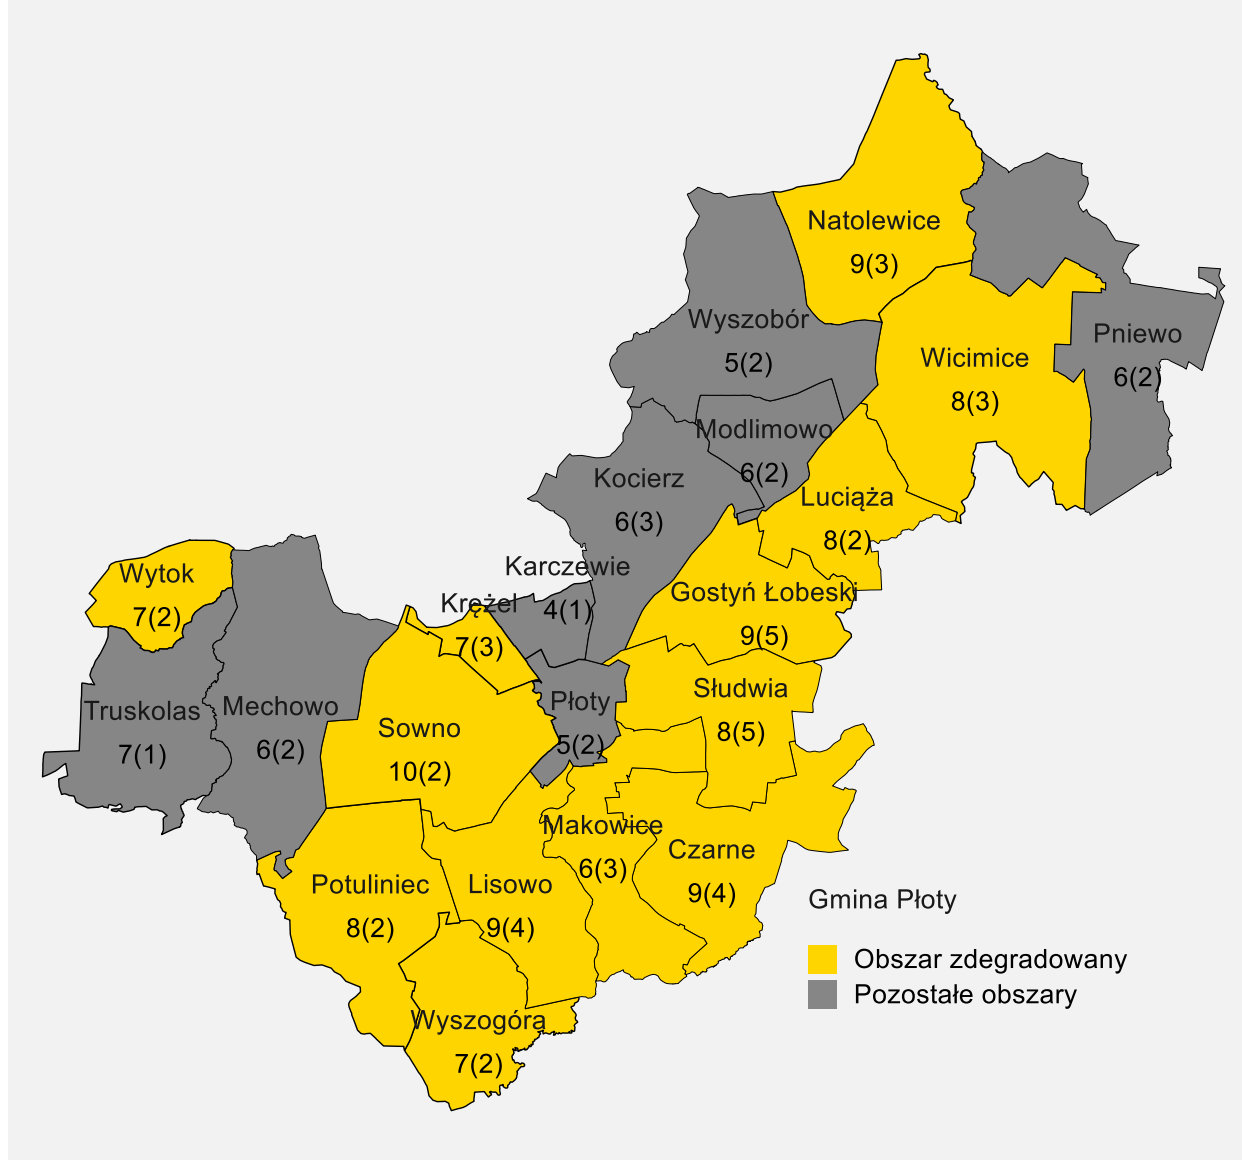 Natolewice
9(3)
Wyszobór
5(2)
Pniewo
6(2)
Wicimice
8(3)
Modlimowo
6(2)
Kocierz
6(3)
Luciąża
8(2)
Karczewie
4(1)
Wytok
7(2)
Krężel
7(3)
Gostyń Łobeski
9(5)
Truskolas
7(1)
Mechowo
6(2)
Sowno
10(2)
Płoty
5(2)
Słudwia
8(5)
Makowice
6(3)
Czarne
9(4)
Potuliniec
8(2)
Lisowo
9(4)
Wyszogóra
7(2)
Gmina Płoty
Obszar zdegradowany
Pozostałe obszary